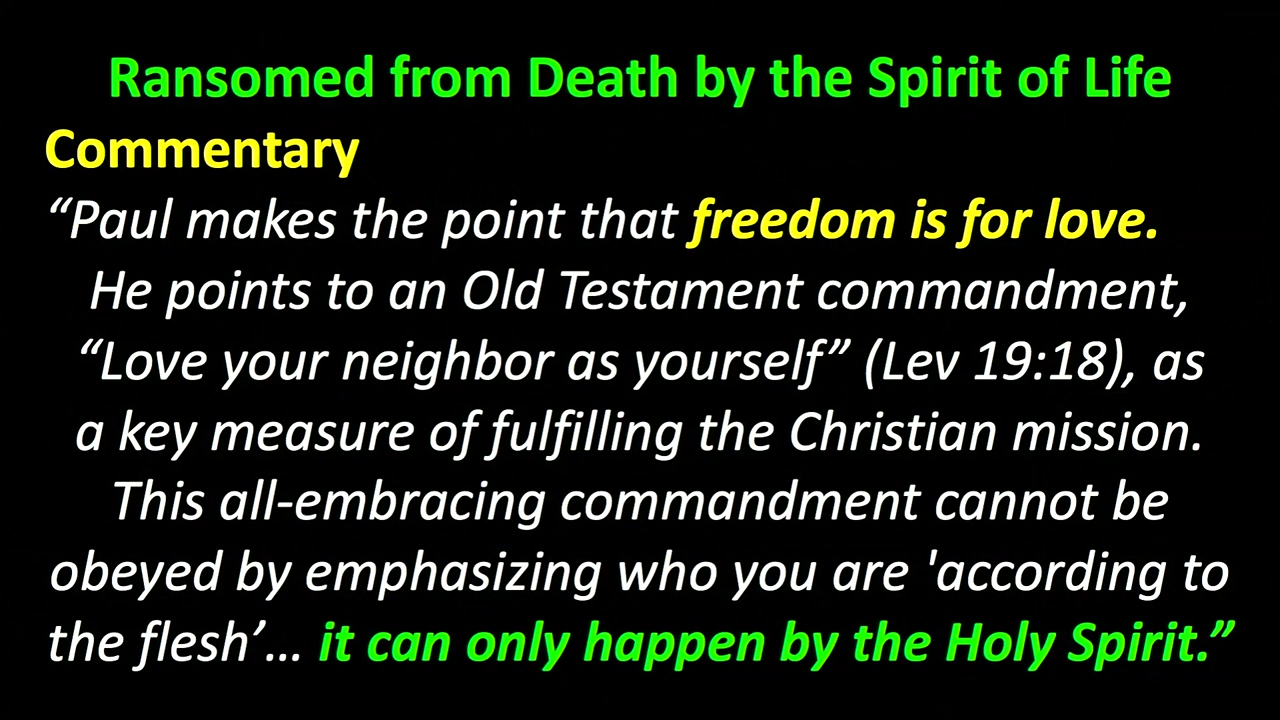 Ransomed from Death by the Spirit of Life
Commentary
“Paul makes the point that freedom is for love.
He points to an Old Testament commandment,
“Love your neighbor as yourself” (Lev 19:18), as
a key measure of fulfilling the Christian mission.
This all-embracing commandment cannot be
obeyed by emphasizing who you are 'according to
the flesh’... it can only happen by the Holy Spirit.”